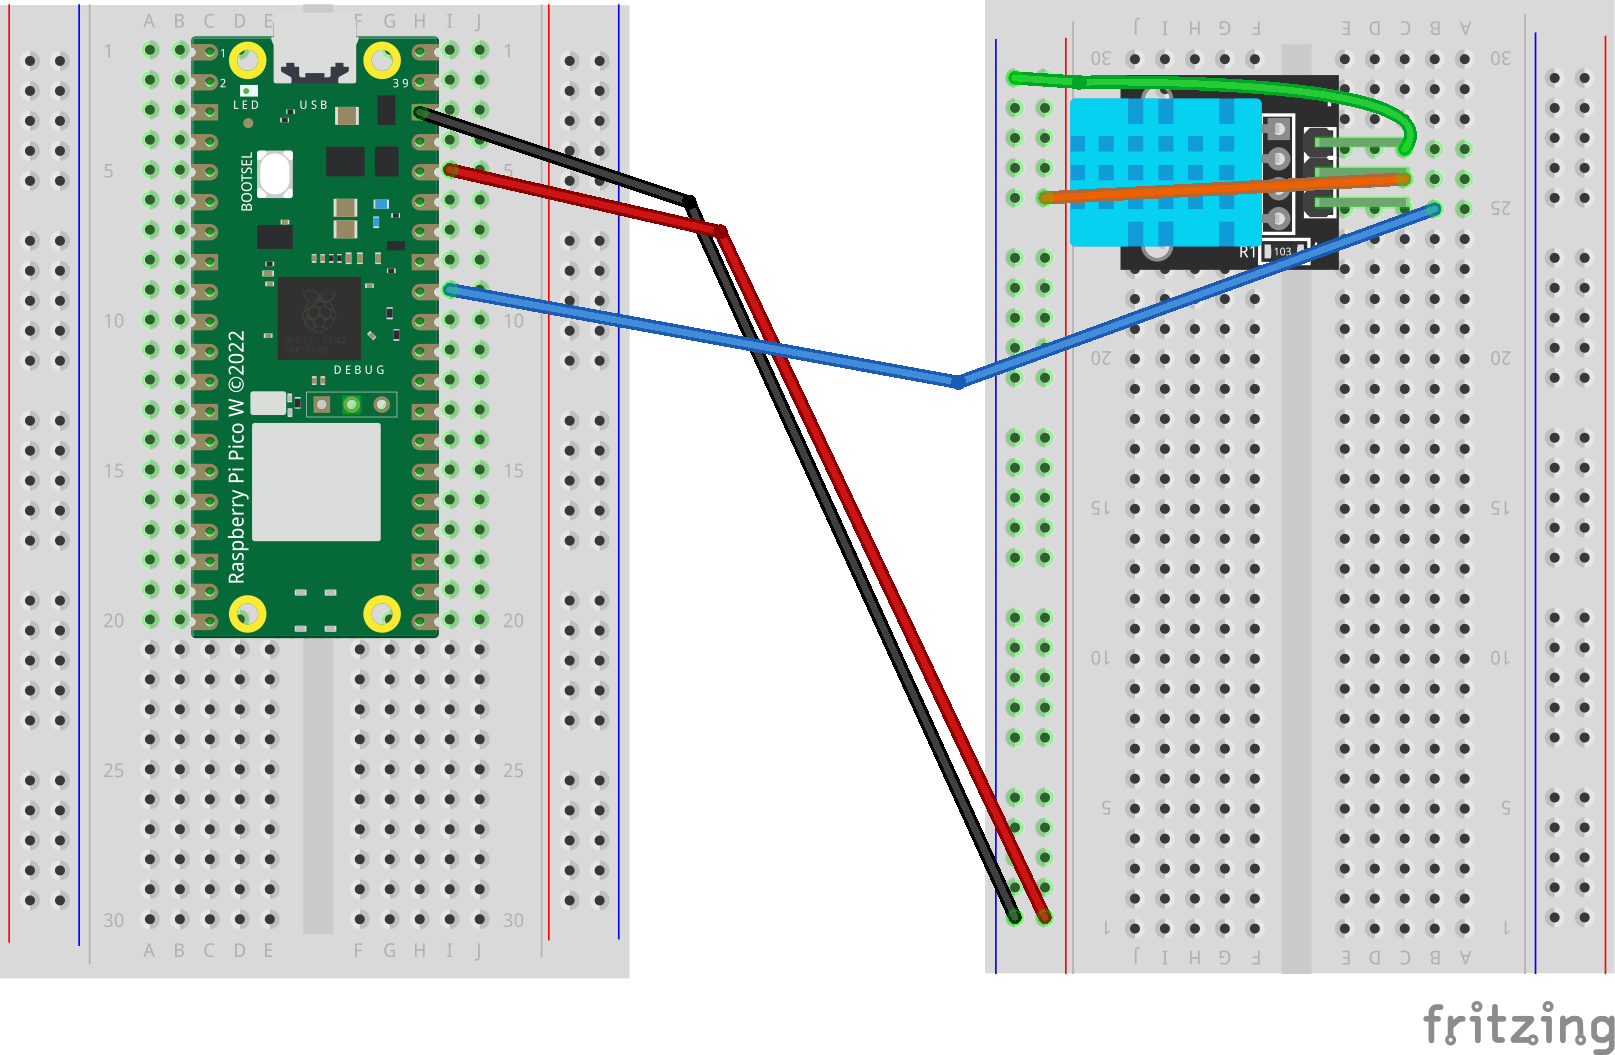 A B C D E F G H I J
J I H G F E D C B A
1 1 1
30 30
2
39
LED USB
5 5
BOOTSEL
25
R1 103
10 10
20 20
DEBUG
Raspberry Pi Pico W ©2022
15 15
15 15
20 20
10 10
25 25
5 5
30 30
1 1
A B C D E F G H I J
J I H G F E D C B A
fritzing